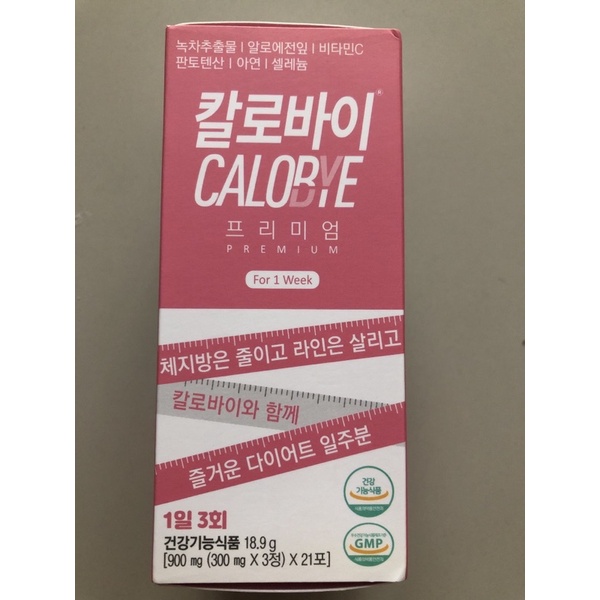 녹차추출물 | 알로에전잎 | 비타민C
판토텐산 | 아연 | 셀레늄
칼로바이®
CALOBYE
프리미엄
PREMIUM
For 1 Week
체지방은 줄이고 라인은 살리고
칼로바이와 함께
즐거운 다이어트 일주분
건강
기능식품
1일 3회
건강기능식품 18.9 g
[900 mg (300 mg X 3정) X 21포]
GMP